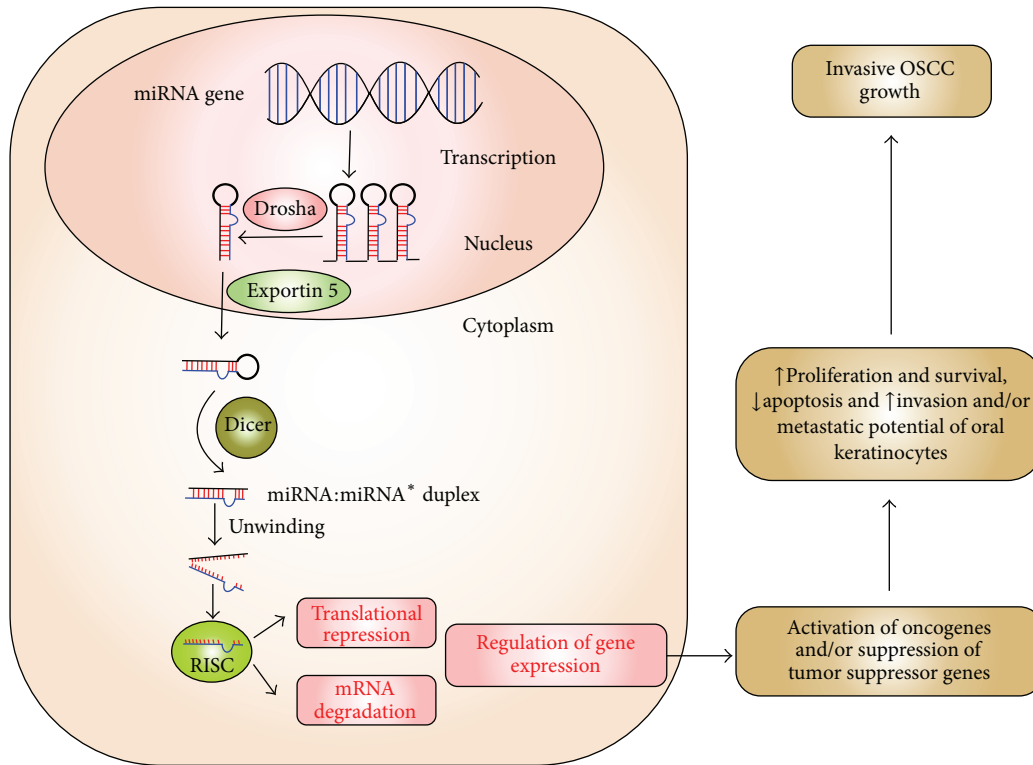 miRNA gene
Transcription
Drosha
Nucleus
Exportin 5
Cytoplasm
Dicer
miRNA:miRNA* duplex
Unwinding
RISC
Translational
repression
mRNA
degradation
Regulation of gene
expression
Activation of oncogenes
and/or suppression of
tumor suppressor genes
↑Proliferation and survival,
↓apoptosis and ↑invasion and/or
metastatic potential of oral
keratinocytes
Invasive OSCC
growth